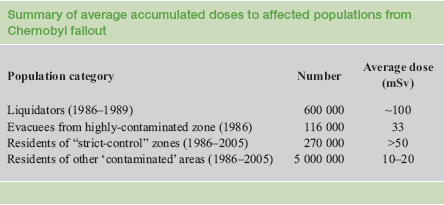 Summary of average accumulated doses to affected populations from
Chernobyl fallout
Population category Number Average dose
(mSv)
Liquidators (1986–1989) 600 000 ~100
Evacuees from highly-contaminated zone (1986) 116 000 33
Residents of “strict-control” zones (1986–2005) 270 000 >50
Residents of other ‘contaminated’ areas (1986–2005) 5 000 000 10–20